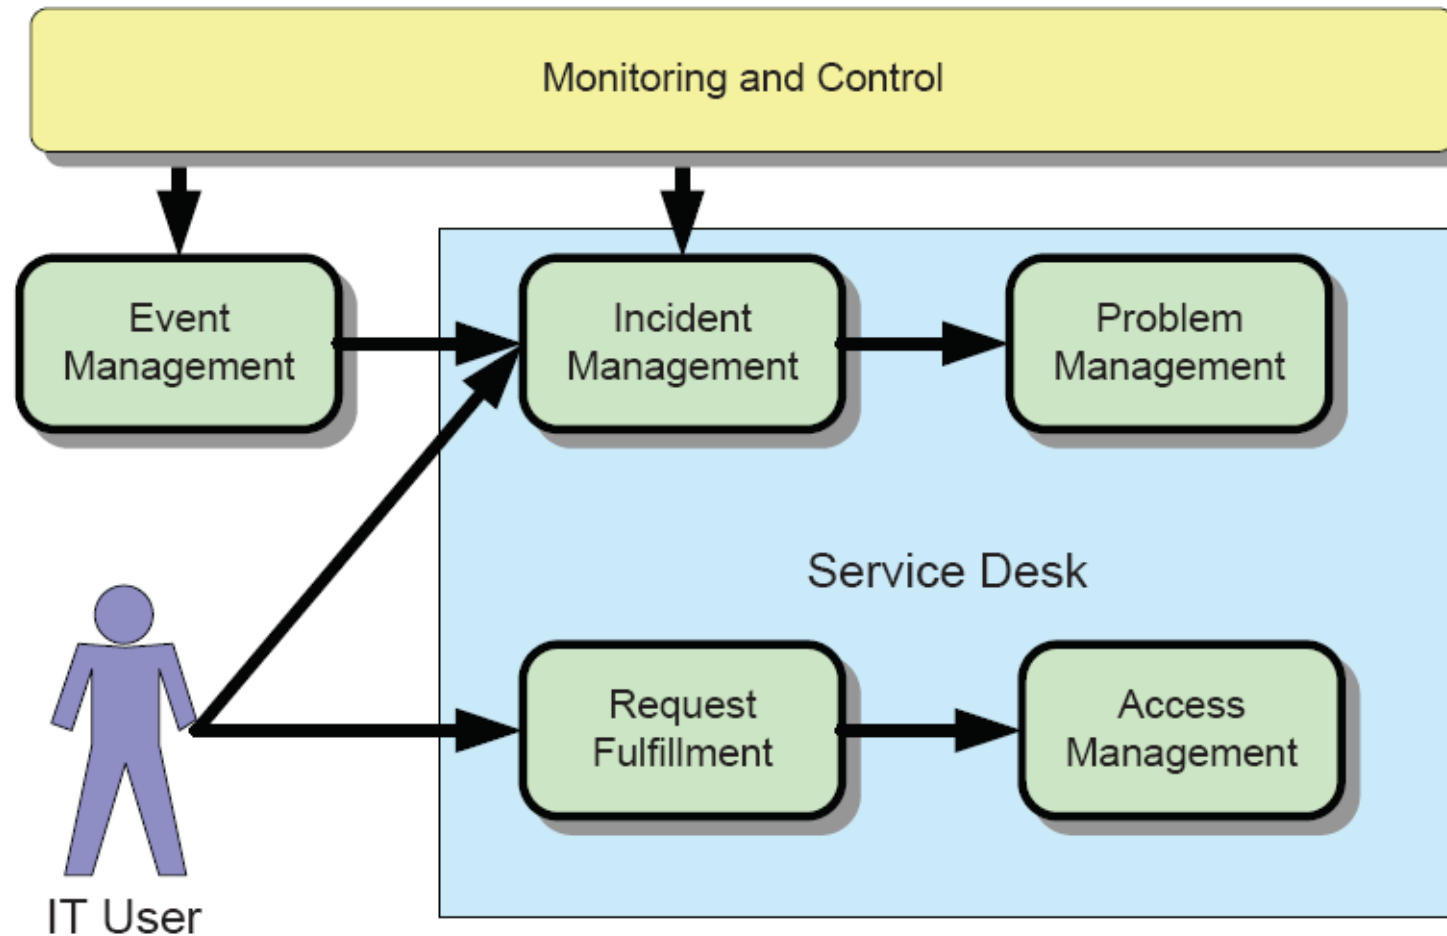 Monitoring and Control
Event
Management
Incident
Management
Problem
Management
Service Desk
Request
Fulfillment
Access
Management
IT User